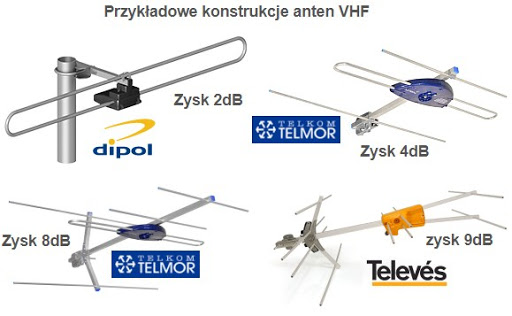 Przykładowe konstrukcje anten VHF
Zysk 2dB
dipol
TELKOM
TELMOR
Zysk 4dB
Zysk 8dB
TELKOM
TELMOR
zysk 9dB
Televés